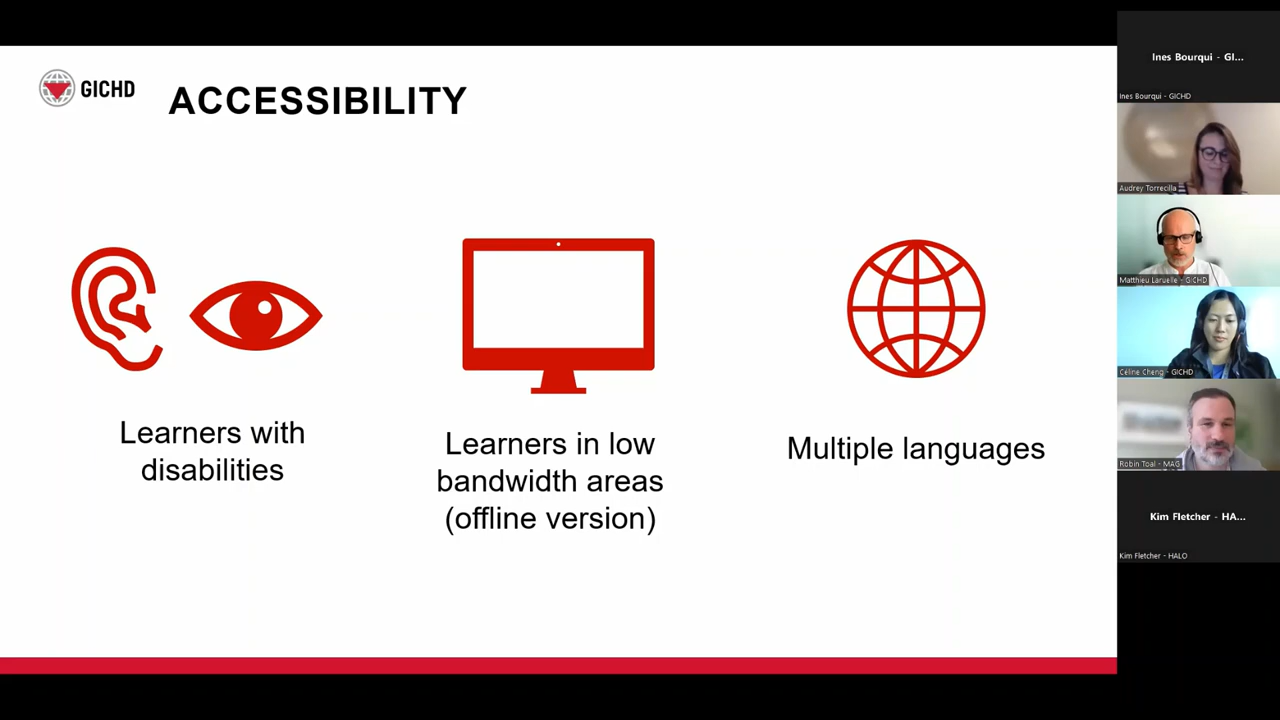 GICHD
ACCESSIBILITY
Learners with
disabilities
Learners in low
bandwidth areas
(offline version)
Multiple languages
Ines Bourqui - GI...
Ines Bourqui - GICHD
Audrey Torrecilla
Matthieu Laruelle - GICHD
Céline Cheng - GICHD
Robin Toal - MAG
Kim Fletcher - HA...
Kim Fletcher - HALO